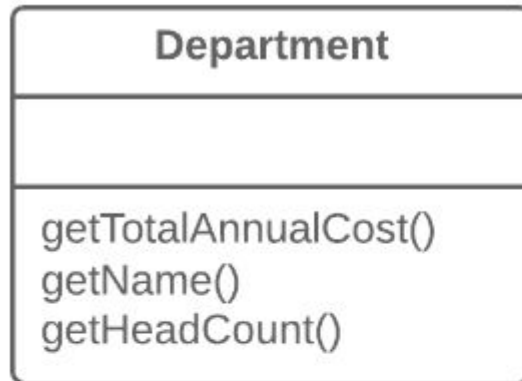 Department
getTotalAnnualCost()
getName()
getHeadCount()